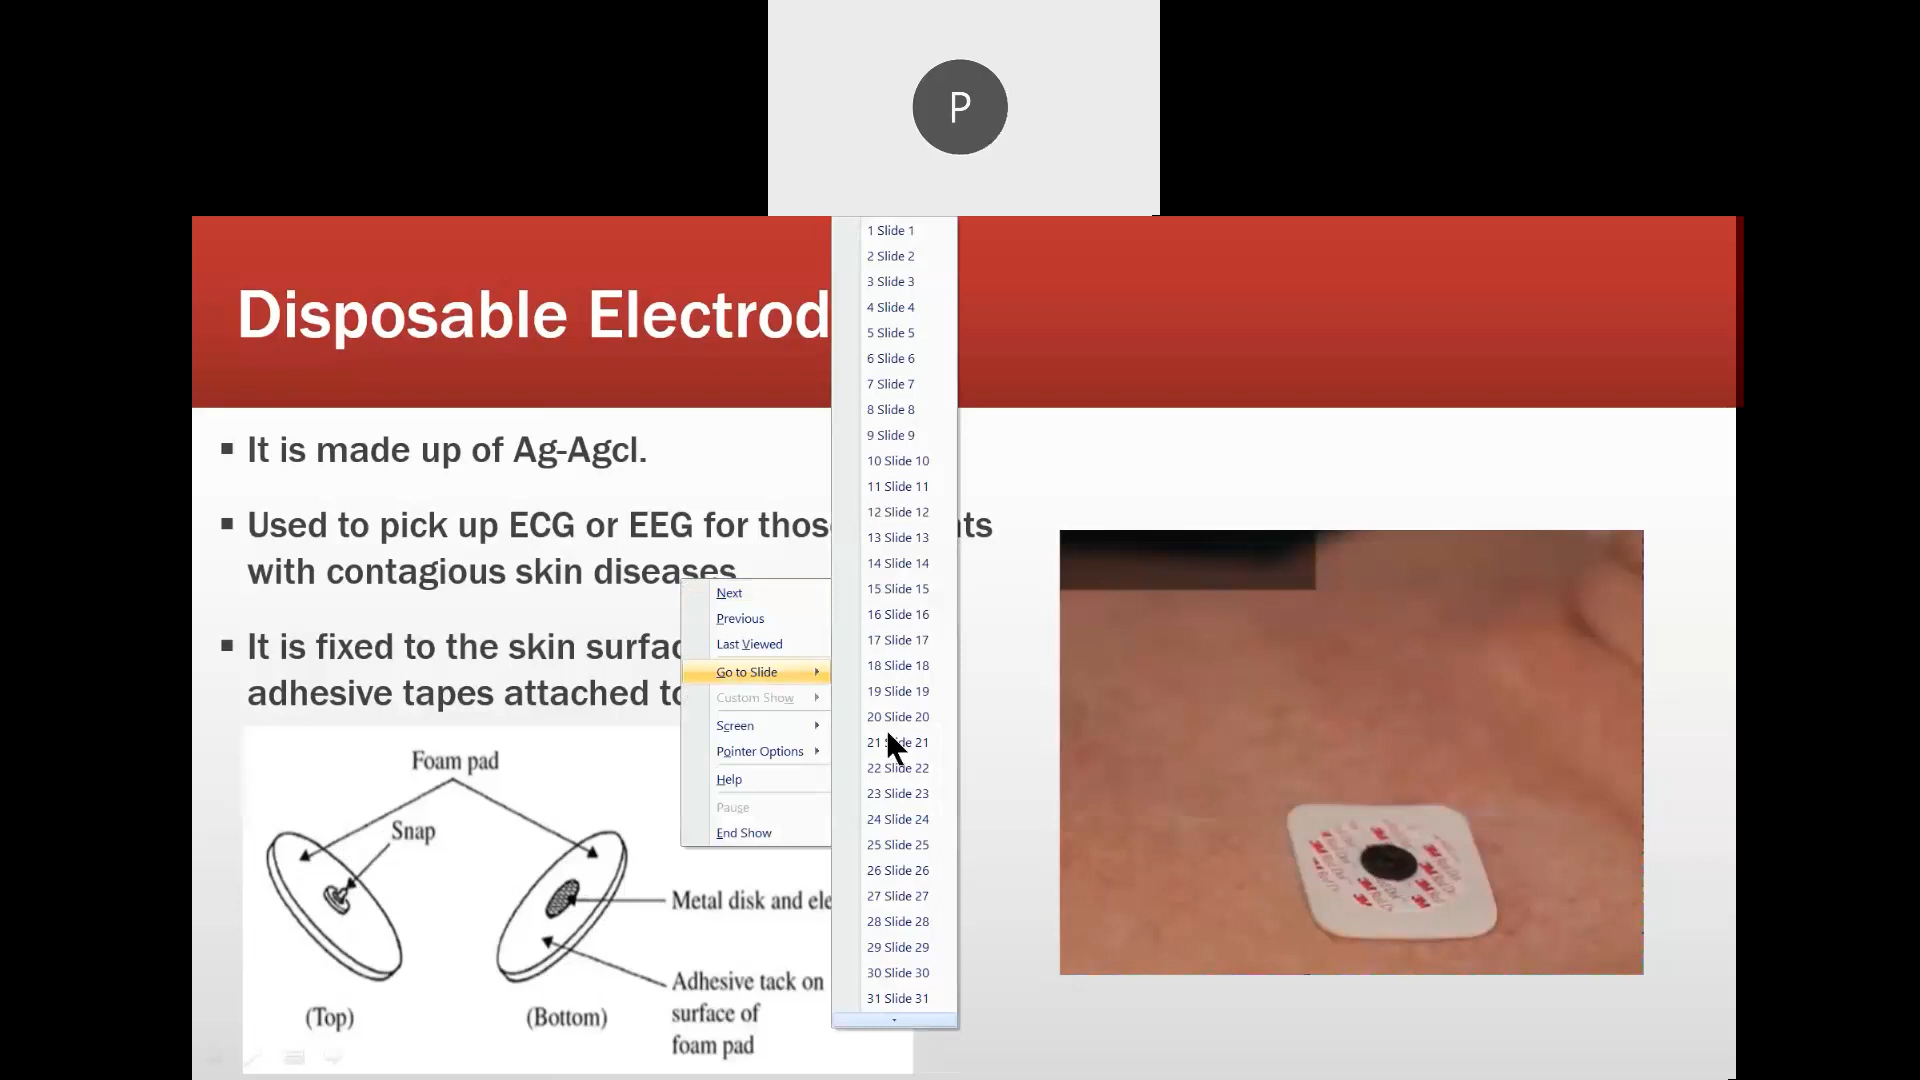 P
Disposable Electrod
It is made up of Ag-Agcl.
Used to pick up ECG or EEG for thos
with contagious skin diseases
It is fixed to the skin surfac
adhesive tapes attached to
Foam pad
Snap
Metal disk and ele
Adhesive tack on
surface of
foam pad
(Top)
(Bottom)
Next
Previous
Last Viewed
Go to Slide
Custom Show
Screen
Pointer Options
Help
Pause
End Show
1 Slide 1
2 Slide 2
3 Slide 3
4 Slide 4
5 Slide 5
6 Slide 6
7 Slide 7
8 Slide 8
9 Slide 9
10 Slide 10
11 Slide 11
12 Slide 12
13 Slide 13
14 Slide 14
15 Slide 15
16 Slide 16
17 Slide 17
18 Slide 18
19 Slide 19
20 Slide 20
21 Slide 21
22 Slide 22
23 Slide 23
24 Slide 24
25 Slide 25
26 Slide 26
27 Slide 27
28 Slide 28
29 Slide 29
30 Slide 30
31 Slide 31
3M